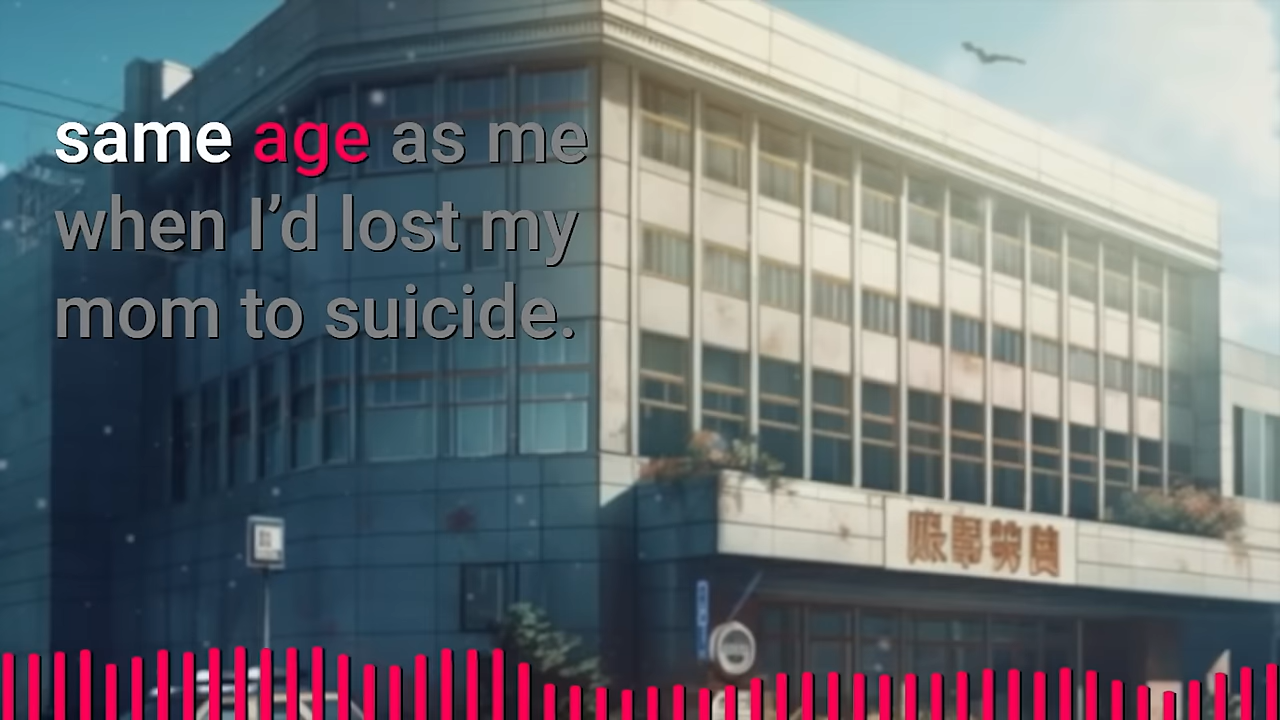 same age as me
when I’d lost my
mom to suicide.